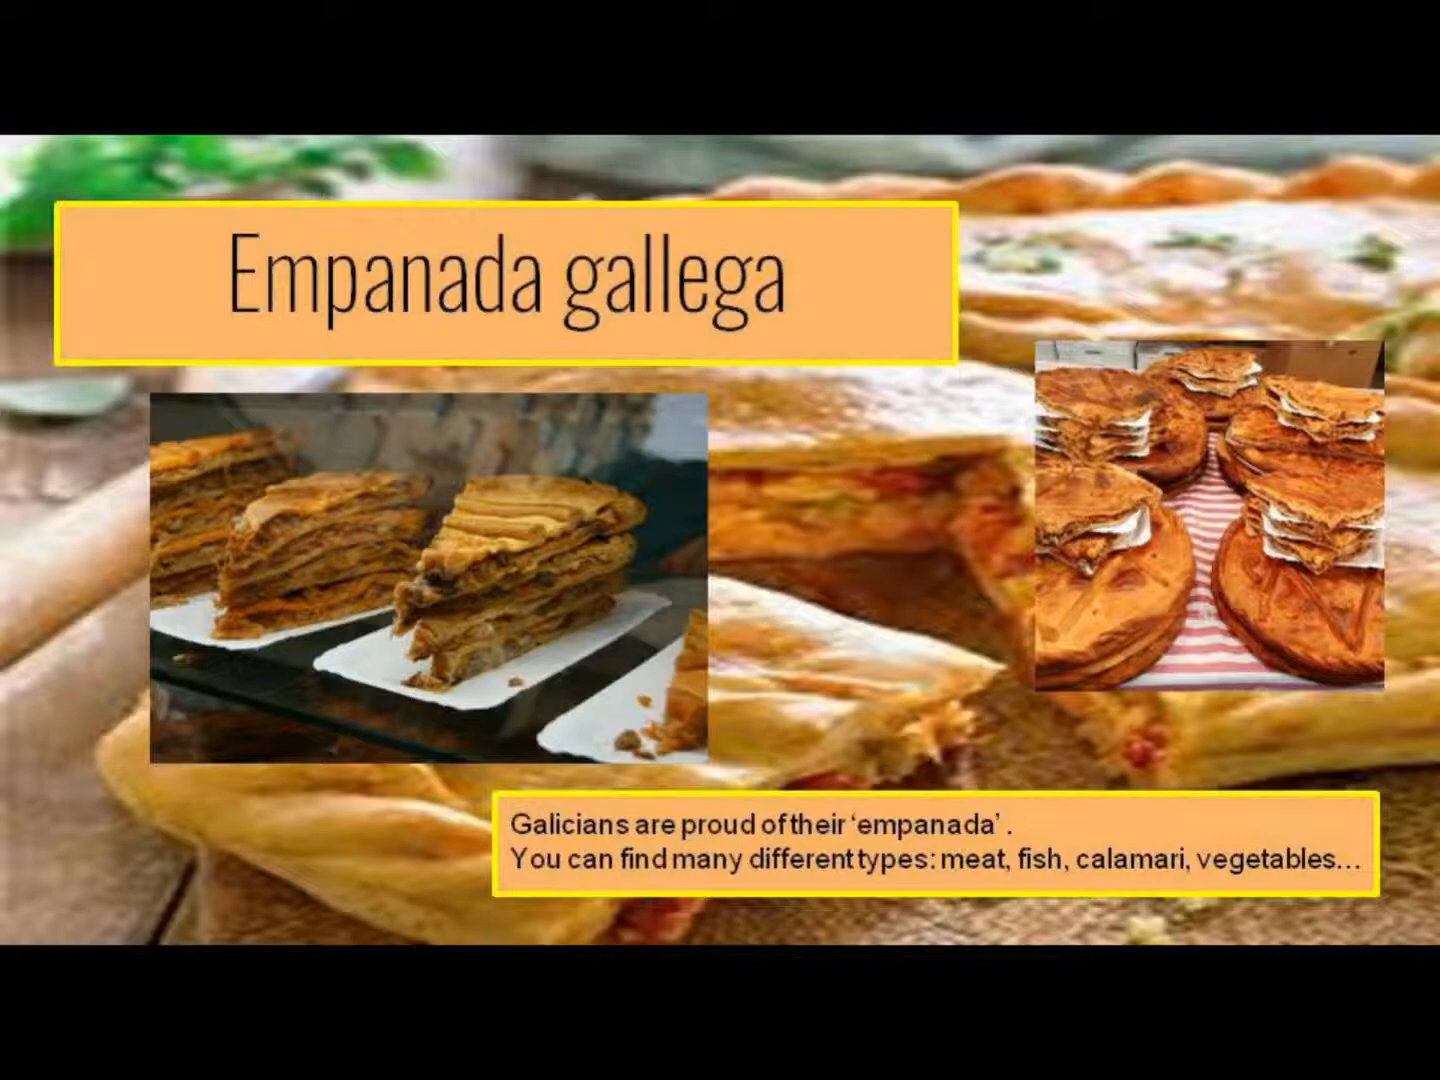 Empanada gallega
Galicians are proud of their ‘empanada’ .
You can find many different types: meat, fish, calamari, vegetables…